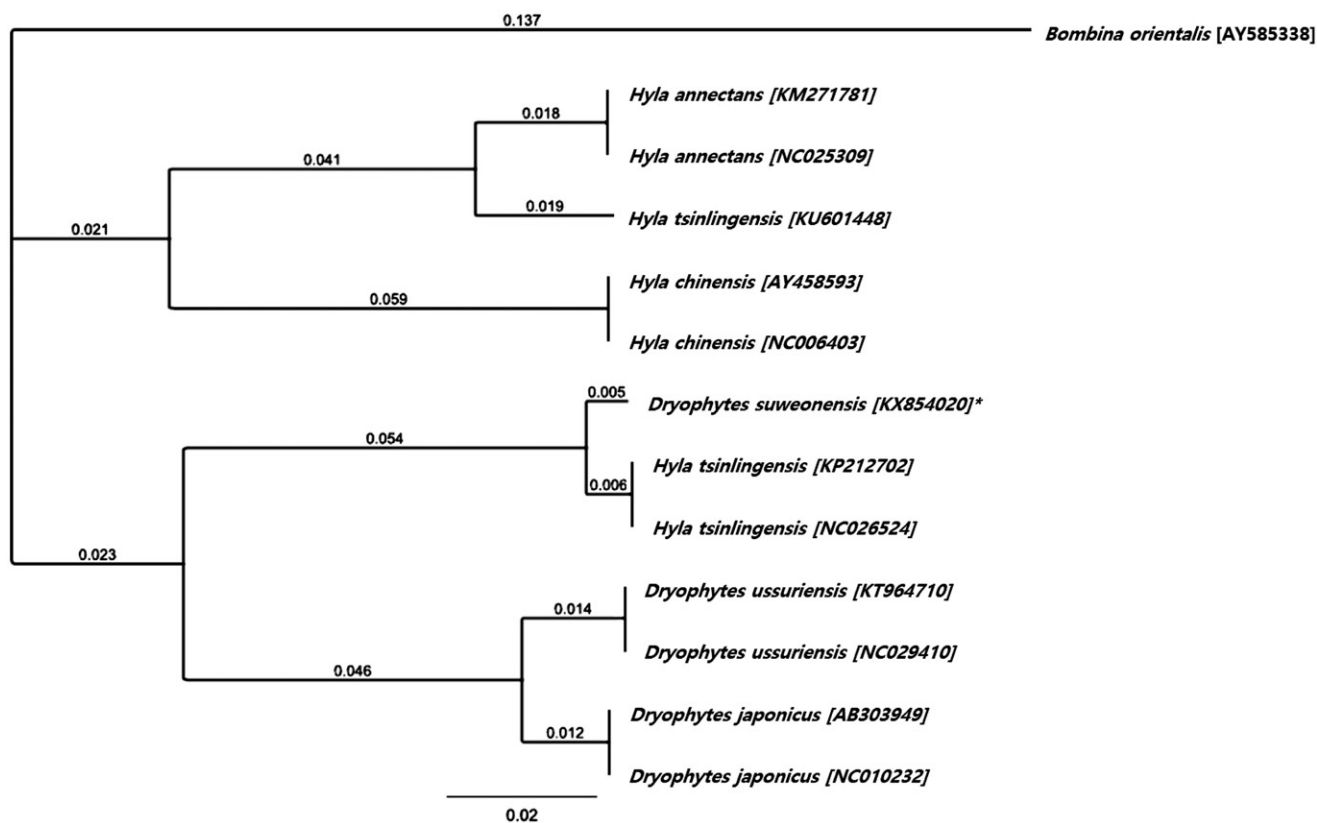 0.137
Bombina orientalis [AY585338]
Hyla annectans [KM271781]
0.018
Hyla annectans [NC025309]
0.041
0.019
Hyla tsinlingensis [KU601448]
0.021
Hyla chinensis [AY458593]
0.059
Hyla chinensis [NC006403]
0.005
Dryophytes suweonensis [KX854020]*
0.054
Hyla tsinlingensis [KP212702]
0.006
Hyla tsinlingensis [NC026524]
0.023
Dryophytes ussuriensis [KT964710]
0.014
Dryophytes ussuriensis [NC029410]
0.046
Dryophytes japonicus [AB303949]
0.012
Dryophytes japonicus [NC010232]
0.02